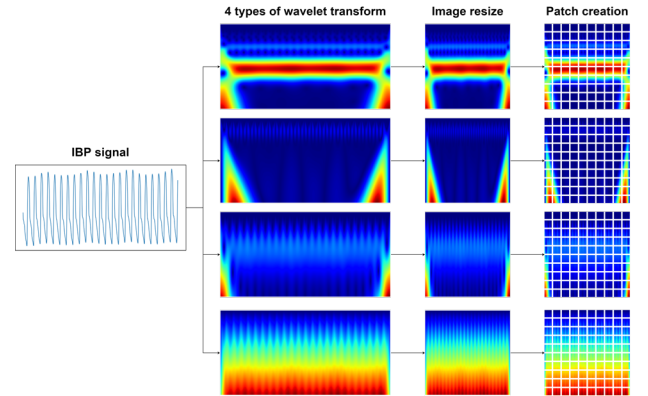 4 types of wavelet transform
Image resize
Patch creation
IBP signal